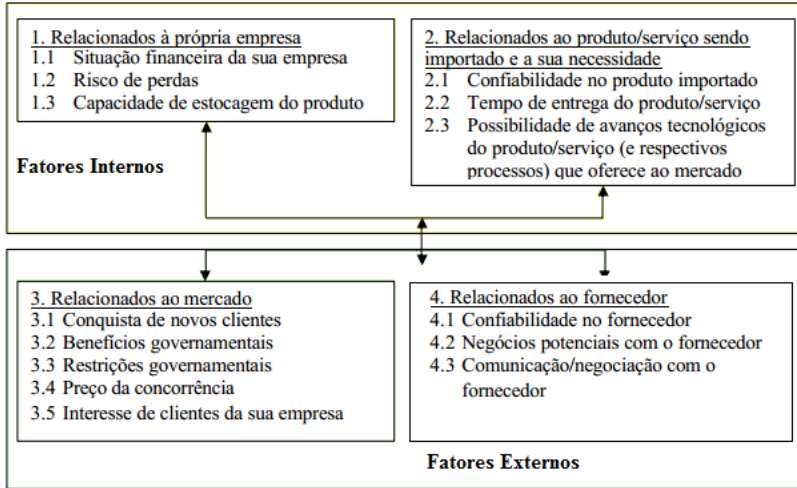 1. Relacionados à própria empresa
1.1 Situação financeira da sua empresa
1.2 Risco de perdas
1.3 Capacidade de estocagem do produto
2. Relacionados ao produto/serviço sendo
importado e a sua necessidade
2.1 Confiabilidade no produto importado
2.2 Tempo de entrega do produto/serviço
2.3 Possibilidade de avanços tecnológicos
do produto/serviço (e respectivos
processos) que oferece ao mercado
Fatores Internos
3. Relacionados ao mercado
3.1 Conquista de novos clientes
3.2 Benefícios governamentais
3.3 Restrições governamentais
3.4 Preço da concorrência
3.5 Interesse de clientes da sua empresa
4. Relacionados ao fornecedor
4.1 Confiabilidade no fornecedor
4.2 Negócios potenciais com o fornecedor
4.3 Comunicação/negociação com o
fornecedor
Fatores Externos